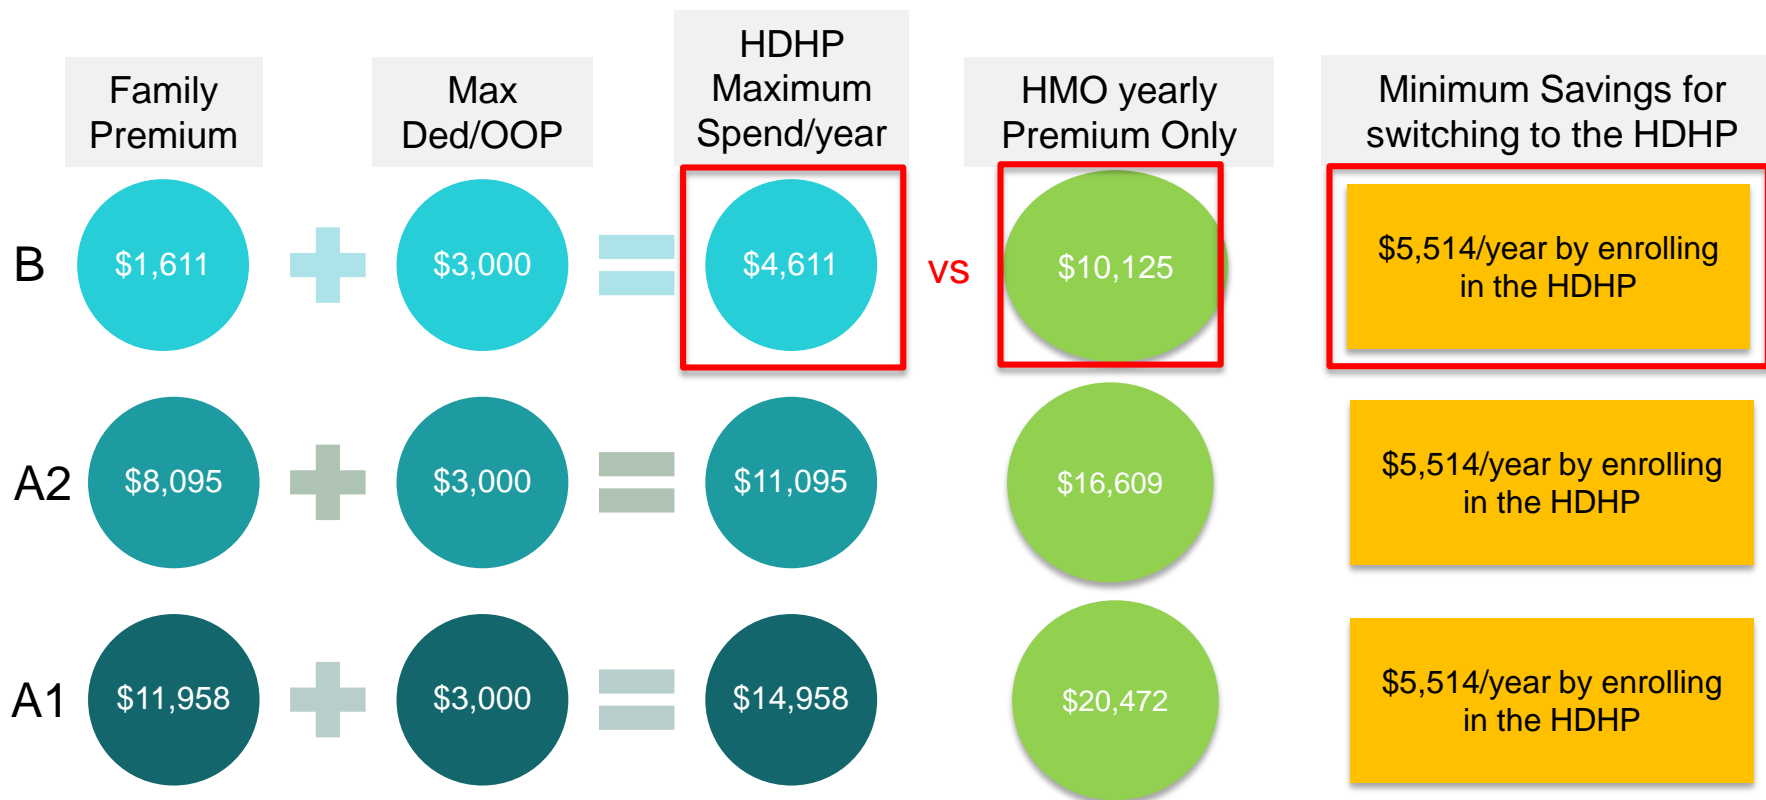 Family
Premium
Max
Ded/OOP
HDHP
Maximum
Spend/year
HMO yearly
Premium Only
Minimum Savings for
switching to the HDHP
B
$1,611
$3,000
$4,611
vs
$10,125
$5,514/year by enrolling
in the HDHP
A2
$8,095
$3,000
$11,095
$16,609
$5,514/year by enrolling
in the HDHP
A1
$11,958
$3,000
$14,958
$20,472
$5,514/year by enrolling
in the HDHP